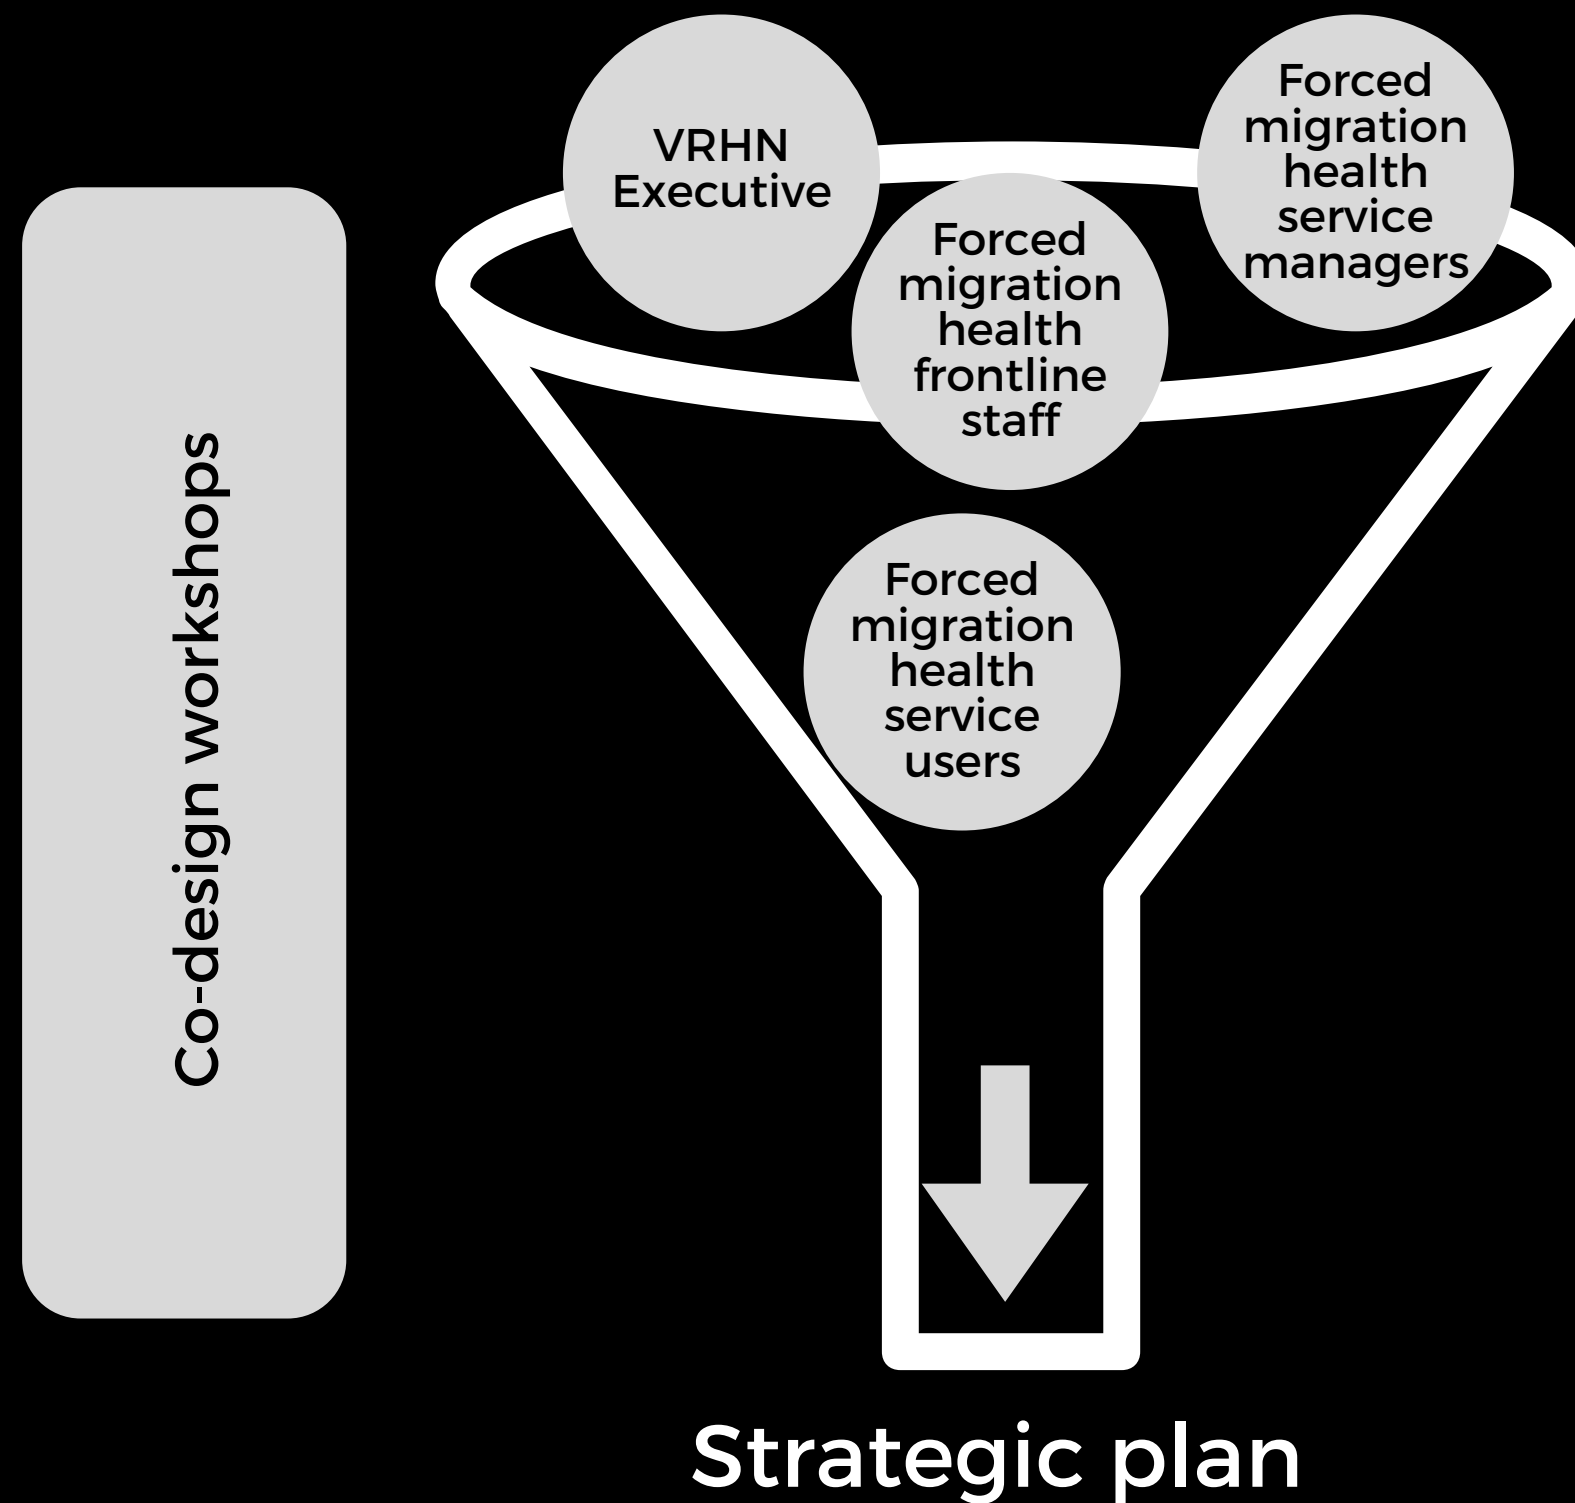 Co-design workshops
VRHN
Executive
Forced
migration
health
service
managers
Forced
migration
health
frontline
staff
Forced
migration
health
service
users
Strategic plan